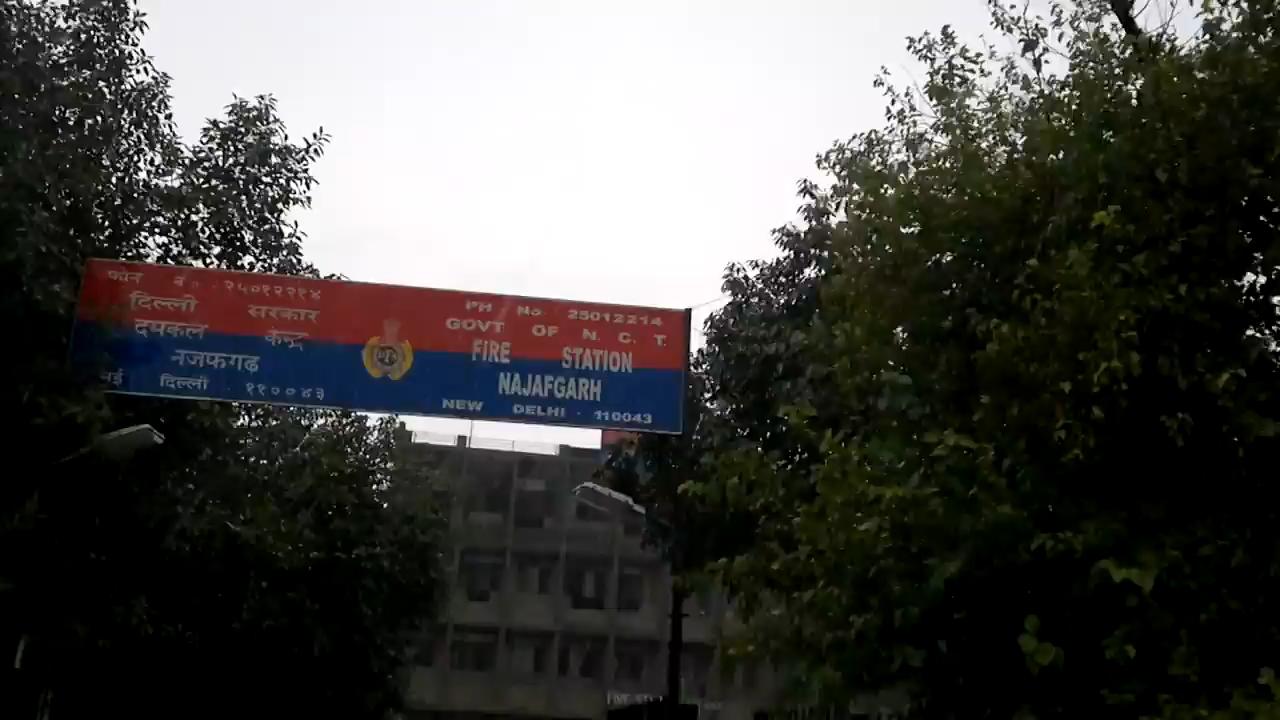 फोन नं० - २५०१२२१४
दिल्ली सरकार
दमकल केन्द्र
नजफगढ़
नई दिल्ली - ११००४३
PH No. 25012214
GOVT OF N. C. T.
FIRE STATION
NAJAFGARH
NEW DELHI - 110043